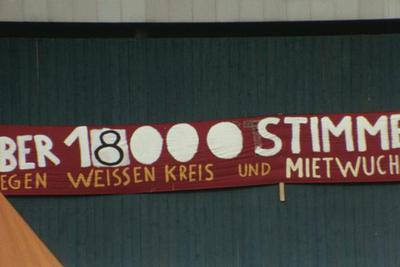 BER 18000 STIMME
EGEN WEISSEN KREIS UND MIETWUCH